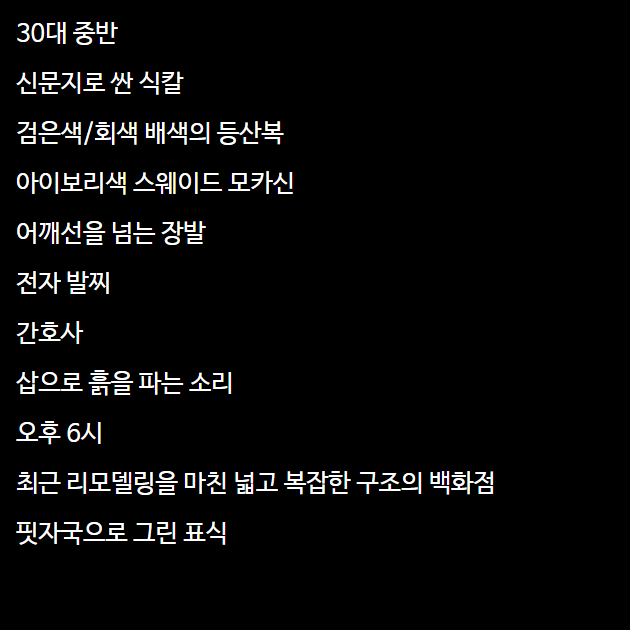 30대 중반
신문지로 싼 식칼
검은색/회색 배색의 등산복
아이보리색 스웨이드 모카신
어깨선을 넘는 장발
전자 발찌
간호사
삽으로 흙을 파는 소리
오후 6시
최근 리모델링을 마친 넓고 복잡한 구조의 백화점
핏자국으로 그린 표식